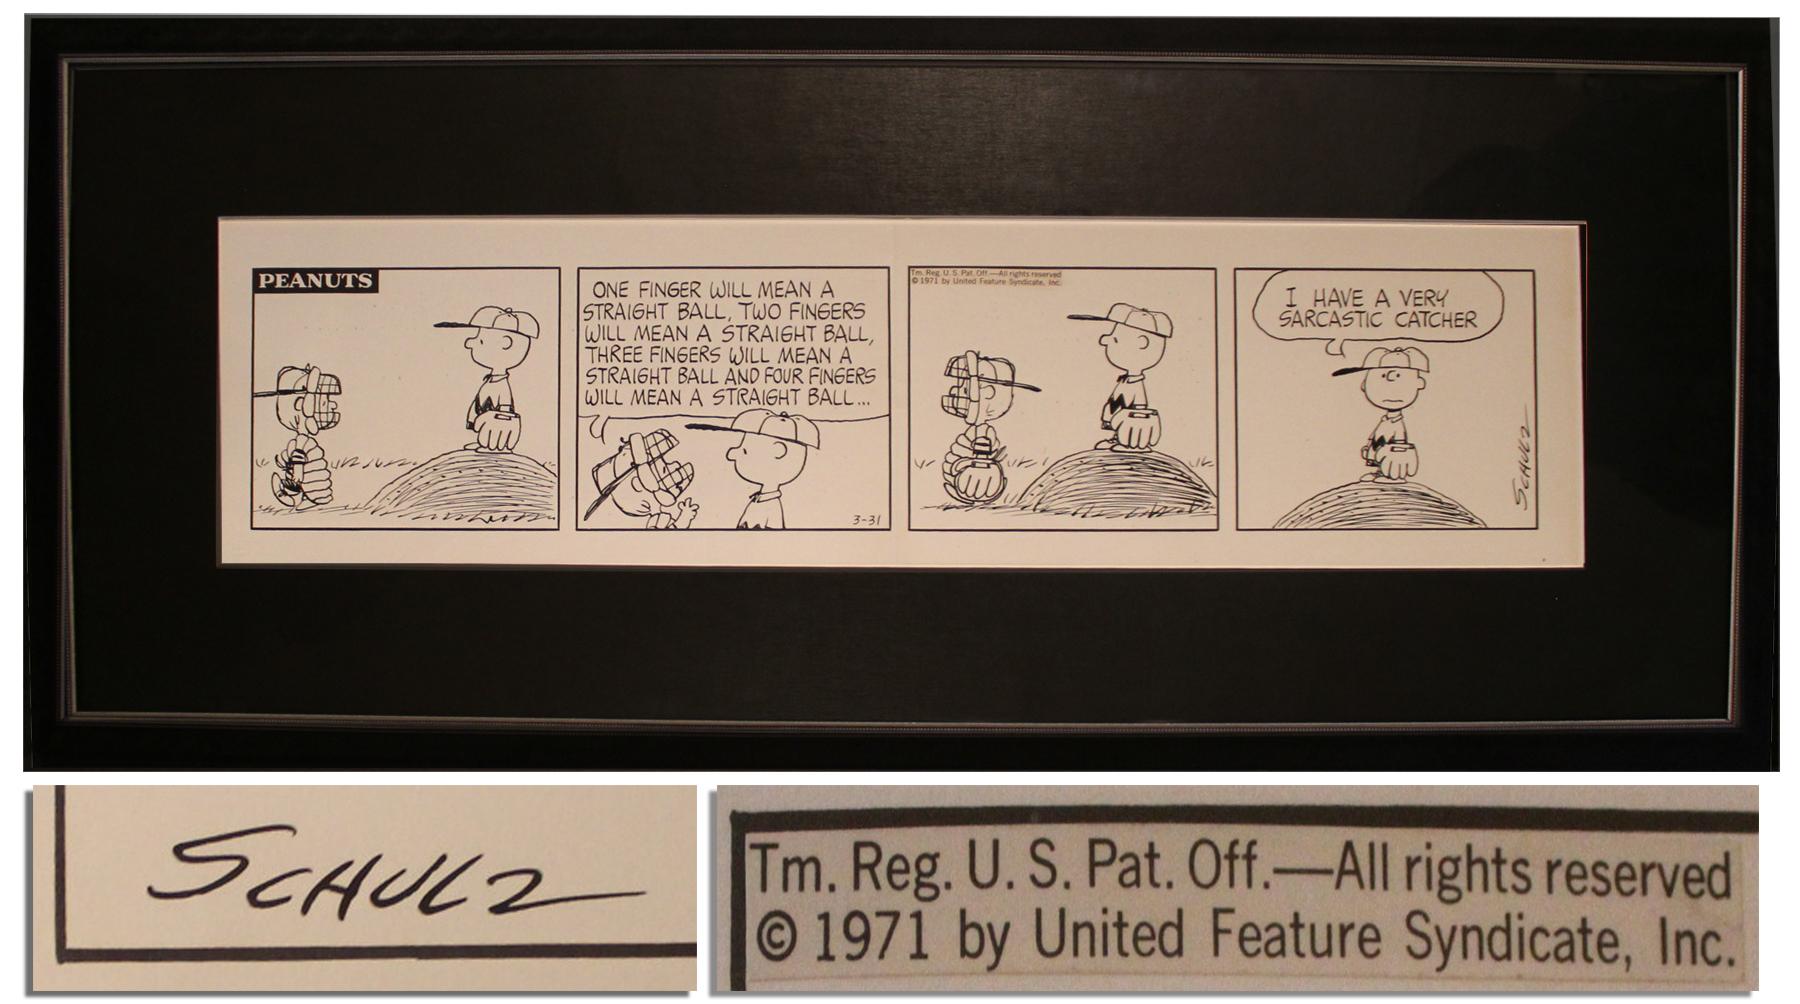 PEANUTS
ONE FINGER WILL MEAN A
STRAIGHT BALL, TWO FINGERS
WILL MEAN A STRAIGHT BALL,
THREE FINGERS WILL MEAN A
STRAIGHT BALL AND FOUR FINGERS
WILL MEAN A STRAIGHT BALL...
3-31
Tm. Reg. U. S. Pat. Off.—All rights reserved
© 1971 by United Feature Syndicate, Inc.
I HAVE A VERY
SARCASTIC CATCHER
SCHULZ
SCHULZ
Tm. Reg. U. S. Pat. Off.—All rights reserved
© 1971 by United Feature Syndicate, Inc.